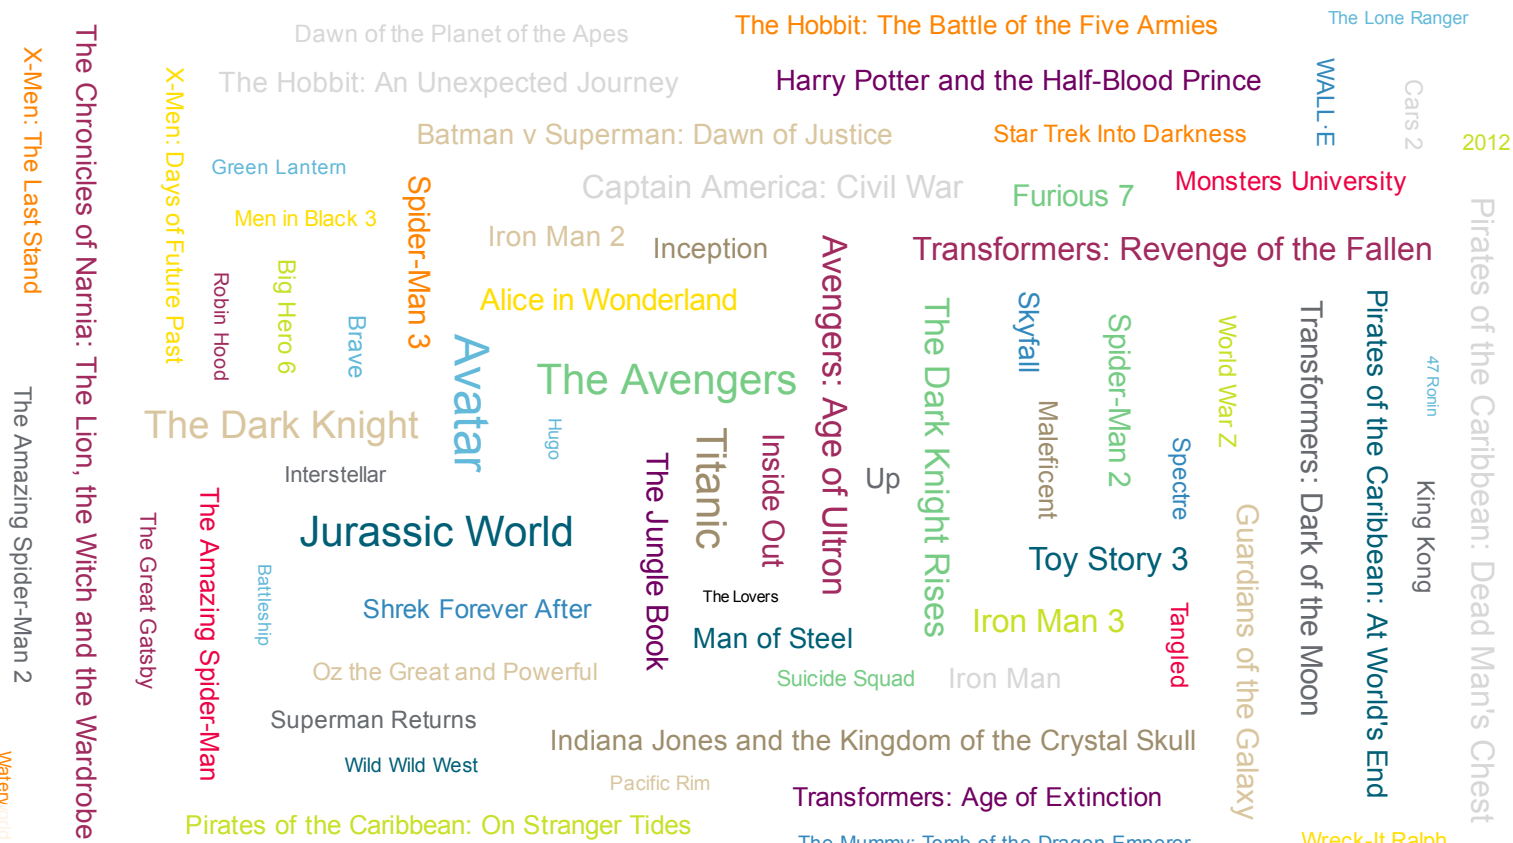 The Hobbit: The Battle of the Five Armies
The Lone Ranger
Dawn of the Planet of the Apes
X-Men: The Last Stand
The Chronicles of Narnia: The Lion, the Witch and the Wardrobe
X-Men: Days of Future Past
The Hobbit: An Unexpected Journey
Harry Potter and the Half-Blood Prince
WALL·E
Cars 2
Batman v Superman: Dawn of Justice
Star Trek Into Darkness
2012
Green Lantern
Captain America: Civil War
Furious 7
Monsters University
Spider-Man 3
Men in Black 3
Iron Man 2
Inception
Avengers: Age of Ultron
Transformers: Revenge of the Fallen
Pirates of the Caribbean: Dead Man's Chest
Robin Hood
Big Hero 6
Brave
Alice in Wonderland
The Dark Knight Rises
Skyfall
Spider-Man 2
World War Z
Transformers: Dark of the Moon
Pirates of the Caribbean: At World's End
47 Ronin
Avatar
The Avengers
The Amazing Spider-Man 2
The Dark Knight
Hugo
Titanic
Inside Out
Maleficent
Interstellar
The Jungle Book
Up
Spectre
King Kong
The Great Gatsby
The Amazing Spider-Man
Jurassic World
Guardians of the Galaxy
Toy Story 3
Battleship
Shrek Forever After
The Lovers
Iron Man 3
Tangled
Man of Steel
Oz the Great and Powerful
Suicide Squad
Iron Man
Superman Returns
Indiana Jones and the Kingdom of the Crystal Skull
Wild Wild West
Pacific Rim
Transformers: Age of Extinction
Pirates of the Caribbean: On Stranger Tides
The Mummy: Tomb of the Dragon Emperor
Wreck-It Ralph